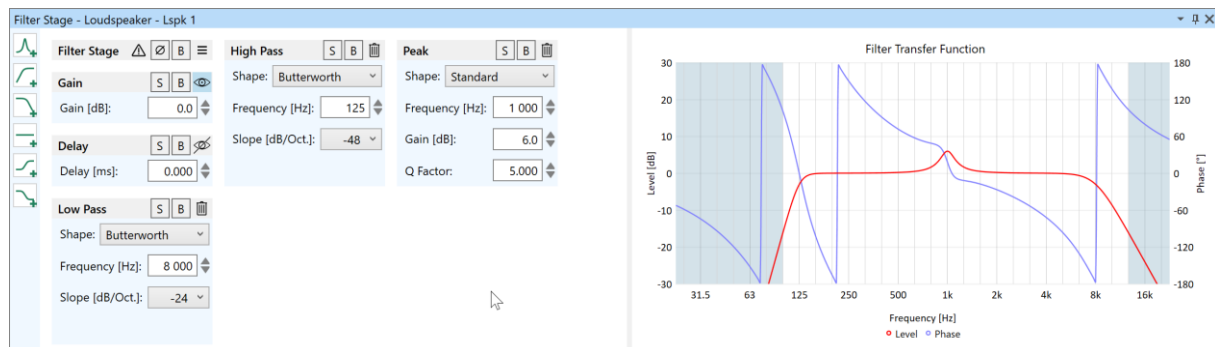 Filter Stage - Loudspeaker - Lspk 1
Filter Stage B
Gain S B
Gain [dB]: 0.0
Delay S B
Delay [ms]: 0.000
Low Pass S B
Shape: Butterworth
Frequency [Hz]: 8 000
Slope [dB/Oct.]: -24
High Pass S B
Shape: Butterworth
Frequency [Hz]: 125
Slope [dB/Oct.]: -48
Peak S B
Shape: Standard
Frequency [Hz]: 1 000
Gain [dB]: 6.0
Q Factor: 5.000
Filter Transfer Function
Level [dB]
30
20
10
0
-10
-20
-30
180
120
60
0
-60
-120
-180
Phase [°]
31.5 63 125 250 500 1k 2k 4k 8k 16k
Frequency [Hz]
Level Phase